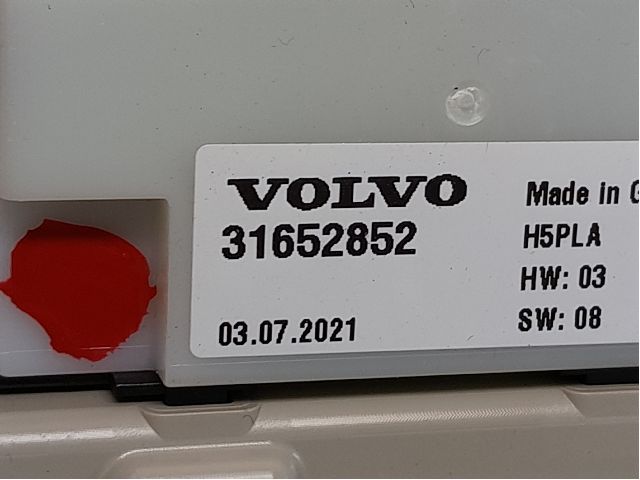 VOLVO
31652852
03.07.2021
Made in
H5PLA
HW: 03
SW: 08